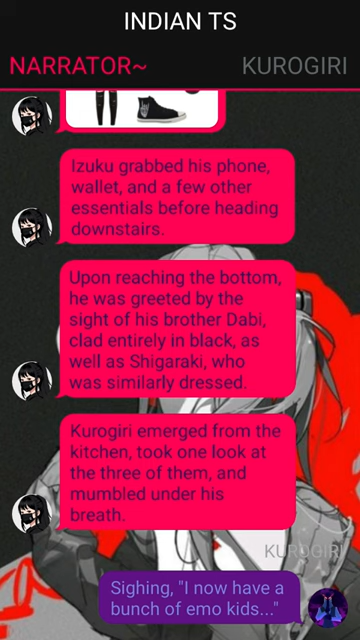 INDIAN TS
NARRATOR~ KUROGIRI
Izuku grabbed his phone,
wallet, and a few other
essentials before heading
downstairs.
Upon reaching the bottom,
he was greeted by the
sight of his brother Dabi,
clad entirely in black, as
well as Shigaraki, who
was similarly dressed.
Kurogiri emerged from the
kitchen, took one look at
the three of them, and
mumbled under his
breath.
KUROGIRI
Sighing, "I now have a
bunch of emo kids..."